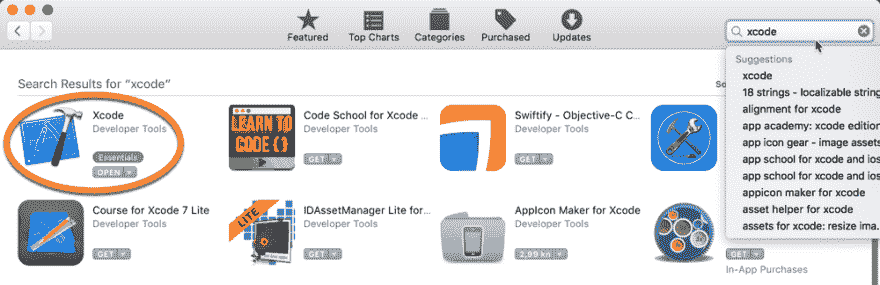 Featured
Top Charts
Categories
Purchased
Updates
xcode
Search Results for “xcode”
Suggestions
xcode
18 strings - localizable string
alignment for xcode
app academy: xcode edition
app icon gear - image assets
app school for xcode and ios
app school for xcode and ios
appicon maker for xcode
asset helper for xcode
assets for xcode: resize ima.
Xcode
Developer Tools
Essentials
OPEN
LEARN TO
CODE ()
Code School for Xcode ...
Developer Tools
GET
Swiftify - Objective-C C...
Developer Tools
GET
Course for Xcode 7 Lite
Developer Tools
GET
LITE
IDAssetManager Lite for...
Developer Tools
GET
AppIcon Maker for Xcode
Developer Tools
2,99 kn
GET
In-App Purchases